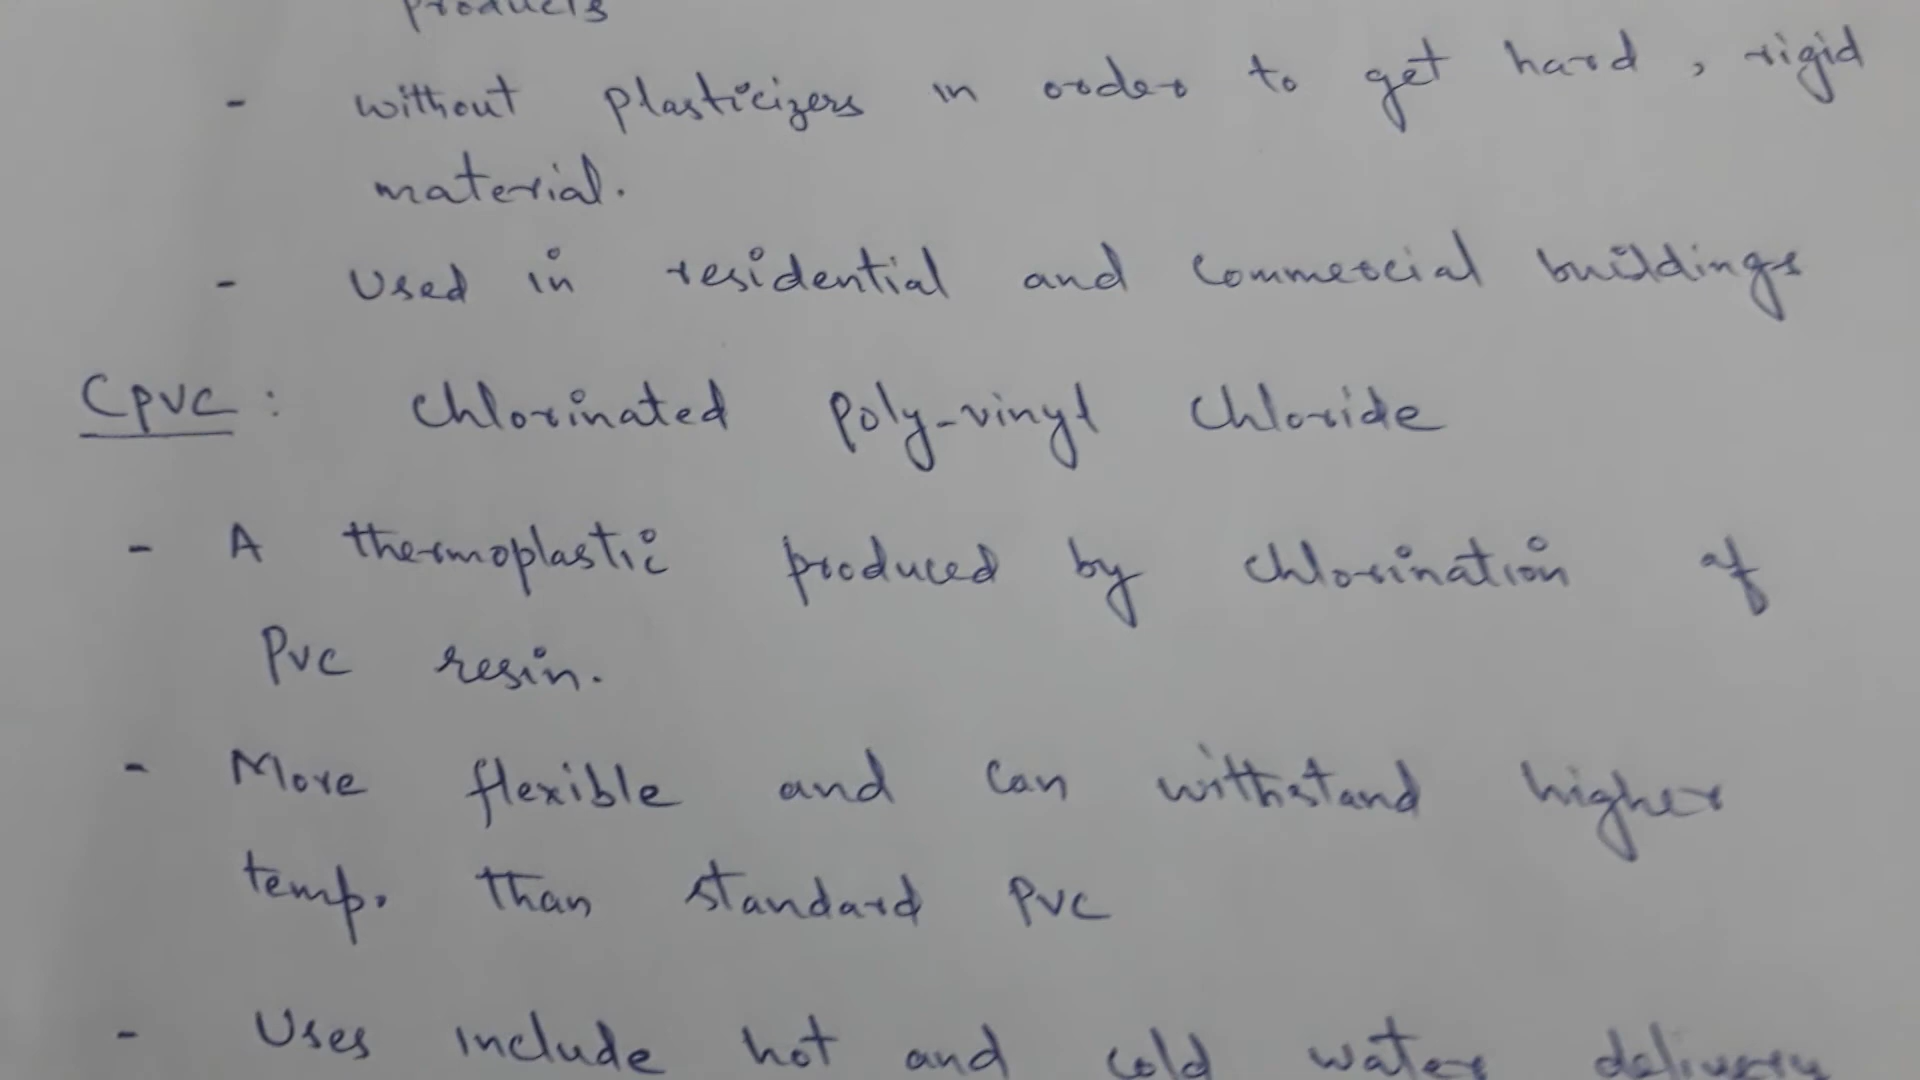 products
- without plasticizers in order to get hard, rigid
material.
- Used in residential and commercial buildings
CPVC : Chlorinated poly-vinyl chloride
- A thermoplastic produced by chlorination of
PVC resin.
- More flexible and can withstand higher
temp. than standard PVC
- Uses include hot and cold water delivery